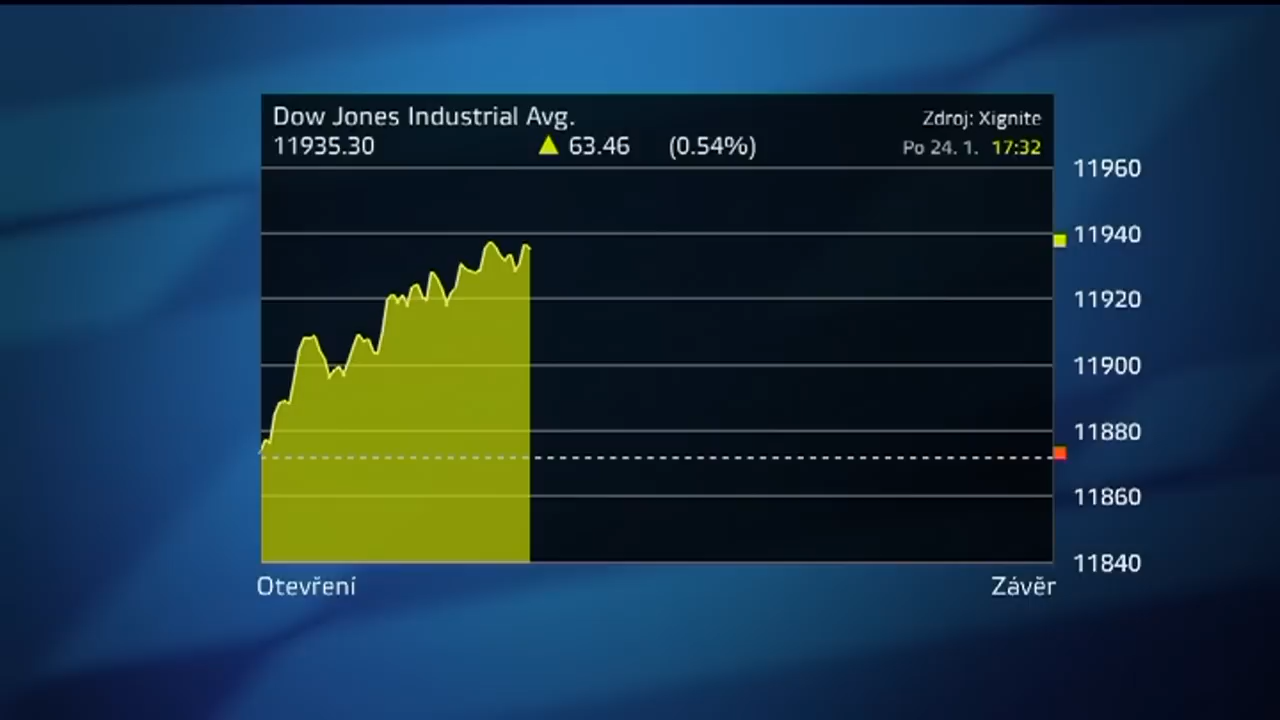 Dow Jones Industrial Avg.
Zdroj: Xignite
11935.30 ▲ 63.46 (0.54%)
Po 24. 1. 17:32
11960
11940
11920
11900
11880
11860
11840
Otevření
Závěr